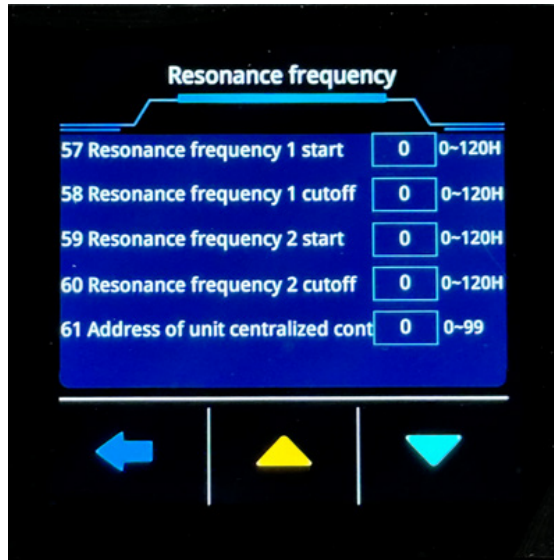 Resonance frequency
57 Resonance frequency 1 start 0 0~120H
58 Resonance frequency 1 cutoff 0 0~120H
59 Resonance frequency 2 start 0 0~120H
60 Resonance frequency 2 cutoff 0 0~120H
61 Address of unit centralized cont 0 0~99